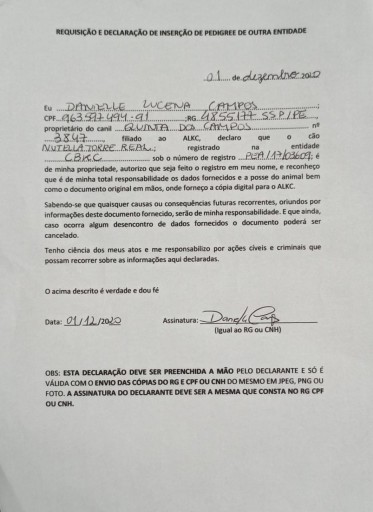 REQUISIÇÃO E DECLARAÇÃO DE INSERÇÃO DE PEDIGREE DE OUTRA ENTIDADE
01 de dezembro 2020
Eu DANIELLE LUCENA CAMPOS;
CPF 963597494-91 ;RG 4855177 SSP/PE
proprietário do canil QUINTA DOS CAMPOS nº
3847 filiado ao ALKC, declaro que o cão
NUTELLA TORRE REAL; registrado na entidade
CBKC sob o número de registro PEA/17/03609; é
de minha propriedade, autorizo que seja feito o registro em meu nome, e reconheço
que é de minha total responsabilidade os dados fornecidos e a posse do animal bem
como o documento original em mãos, onde forneço a cópia digital para o ALKC.
Sabendo-se que quaisquer causas ou consequências futuras recorrentes, oriundos por
informações deste documento fornecido, serão de minha responsabilidade. E que ainda,
caso ocorra algum desencontro de dados fornecidos o documento poderá ser
cancelado.
Tenho ciência dos meus atos e me responsabilizo por ações cíveis e criminais que
possam recorrer sobre as informações aqui declaradas.
O acima descrito é verdade e dou fé
Data: 01/12/2020 Assinatura:
(Igual ao RG ou CNH)
OBS: ESTA DECLARAÇÃO DEVE SER PREENCHIDA A MÃO PELO DECLARANTE E SÓ É
VÁLIDA COM O ENVIO DAS CÓPIAS DO RG E CPF OU CNH DO MESMO EM JPEG, PNG OU
FOTO. A ASSINATURA DO DECLARANTE DEVE SER A MESMA QUE CONSTA NO RG CPF
OU CNH.